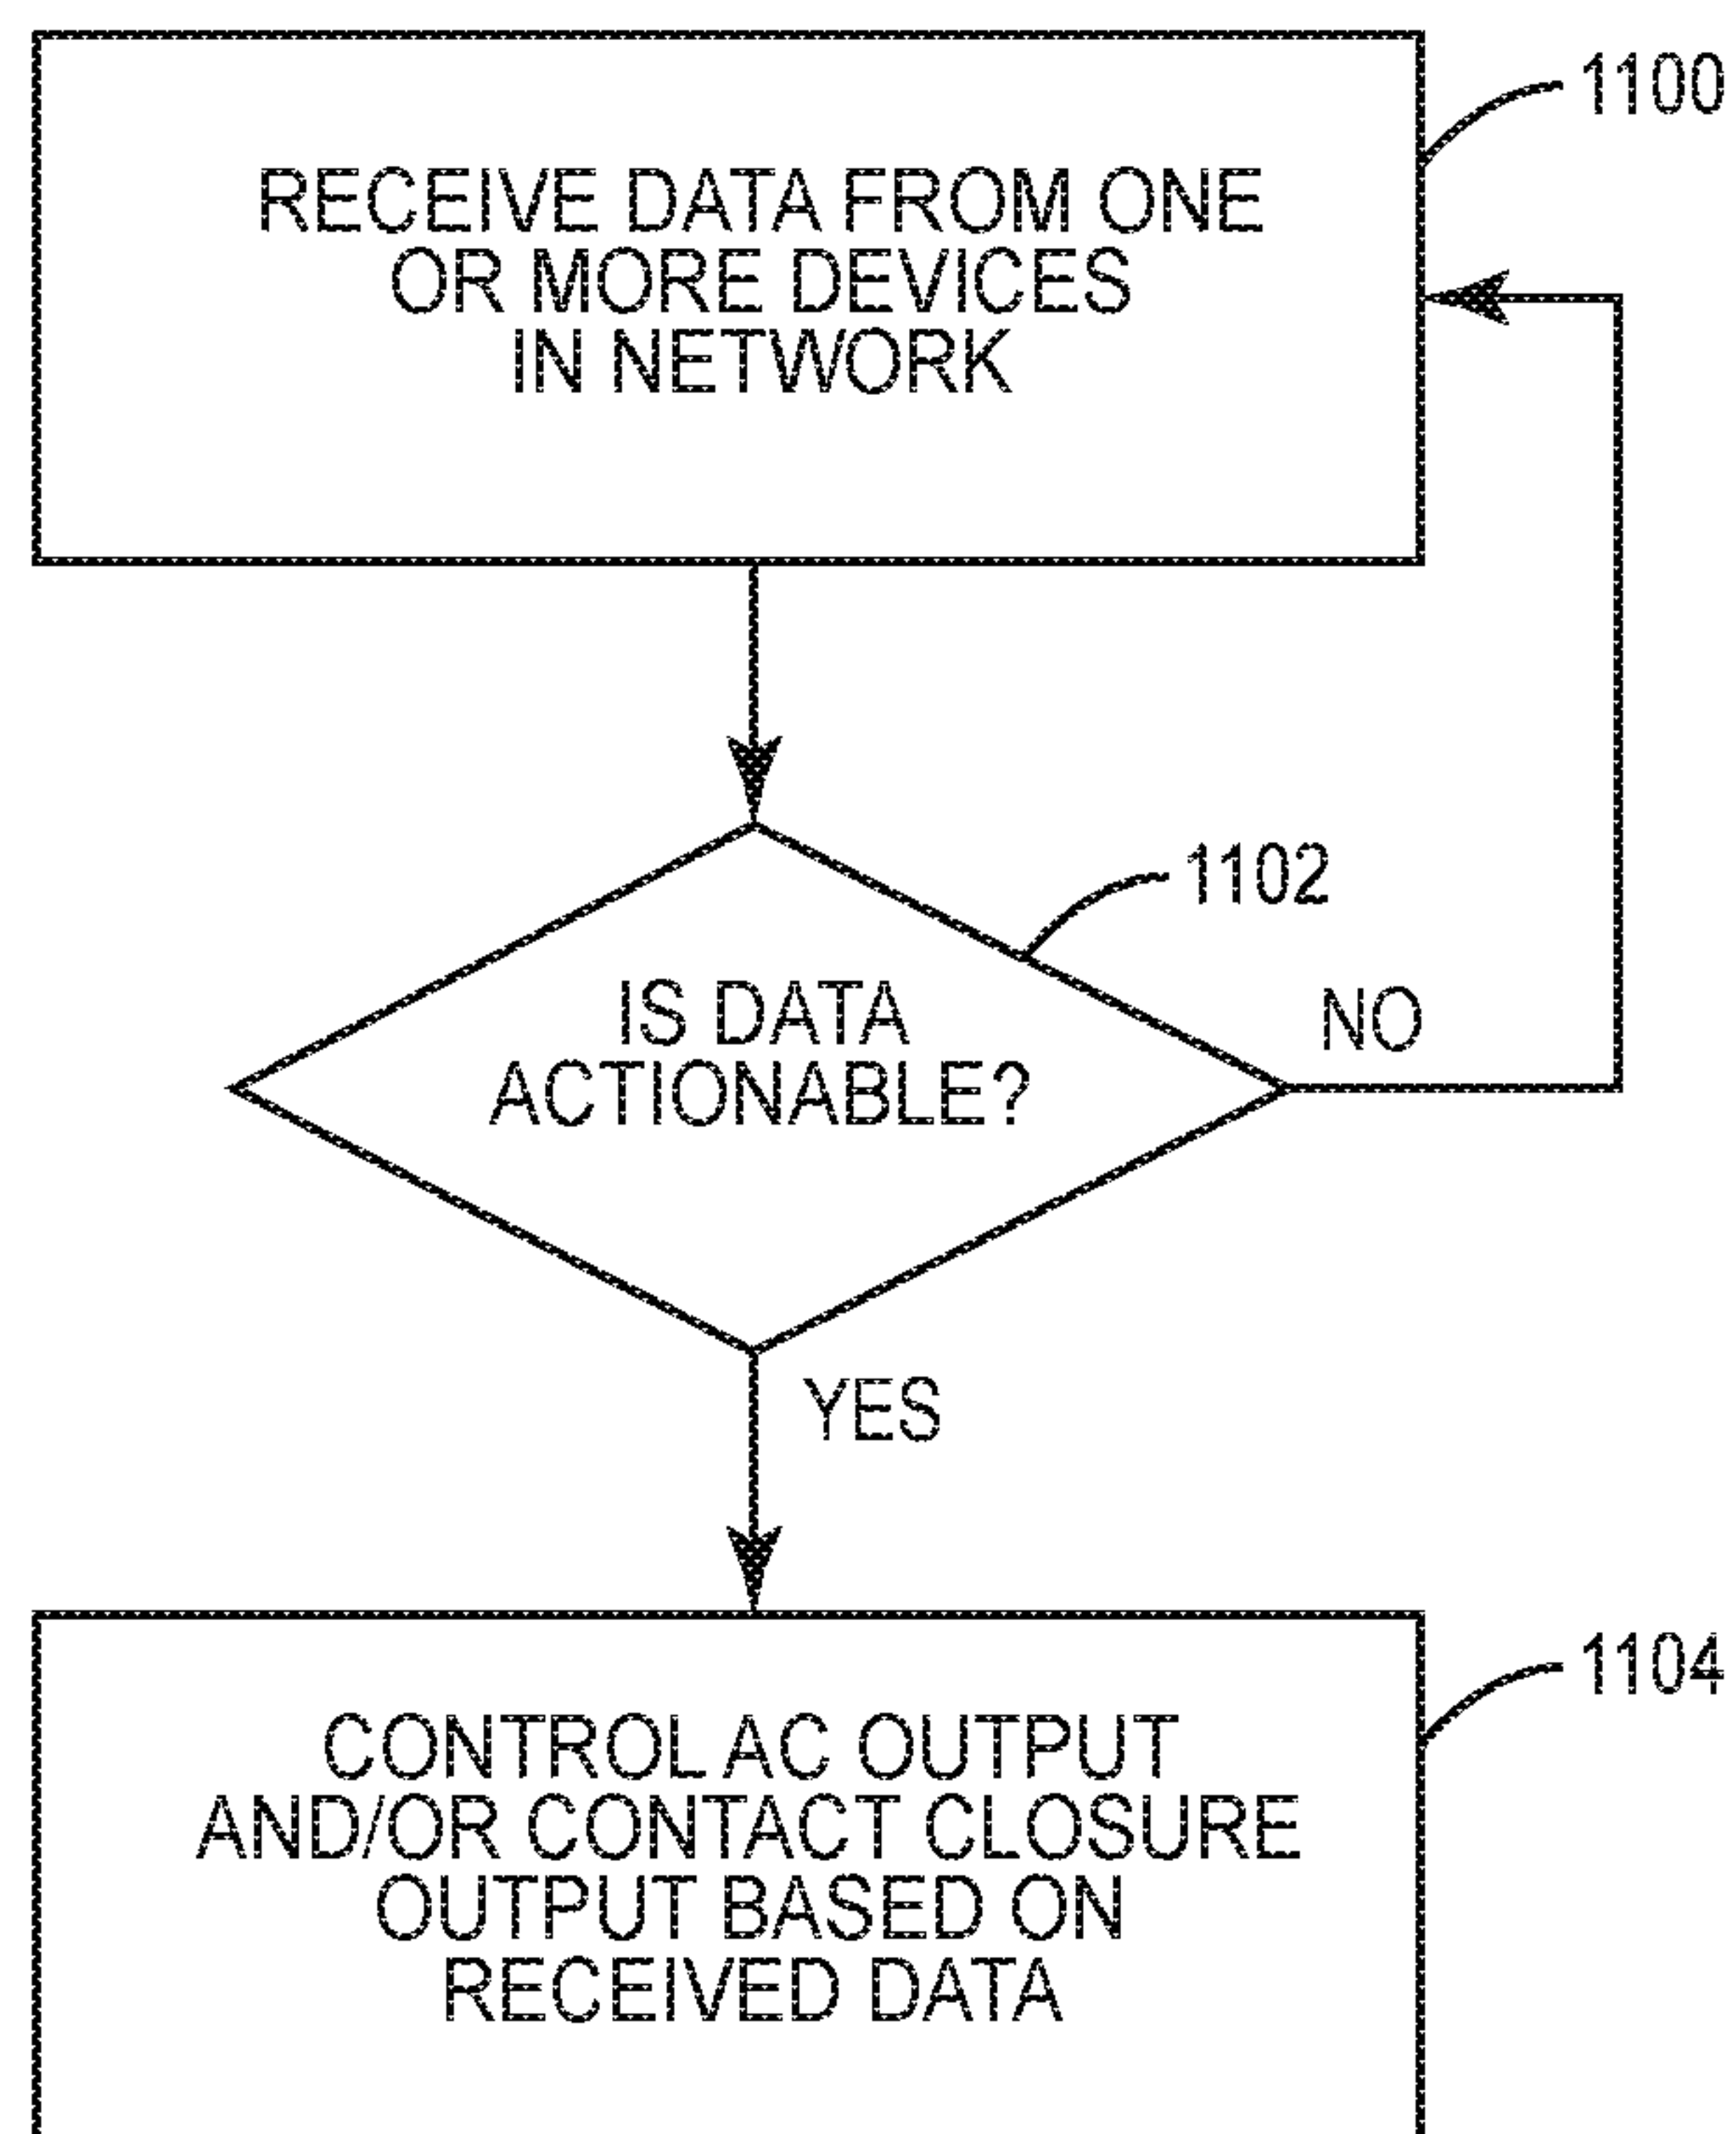 1100
RECEIVE DATA FROM ONE
OR MORE DEVICES
IN NETWORK
1102
IS DATA
ACTIONABLE?
NO
YES
1104
CONTROL AC OUTPUT
AND/OR CONTACT CLOSURE
OUTPUT BASED ON
RECEIVED DATA